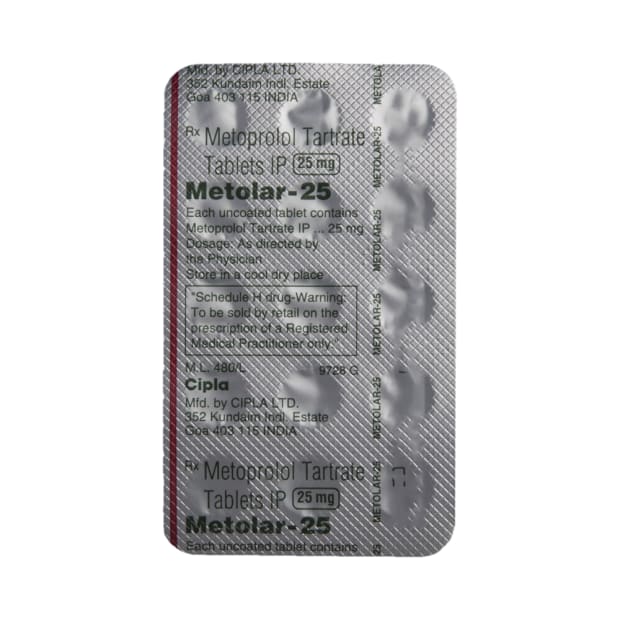 Mfd. by CIPLA LTD.
352 Kundaim Indl. Estate
Goa 403 115 INDIA
Rx Metoprolol Tartrate
Tablets IP 25 mg
Metolar-25
Each uncoated tablet contains
Metoprolol Tartrate IP ... 25 mg
Dosage: As directed by
the Physician
Store in a cool dry place
"Schedule H drug-Warning:
To be sold by retail on the
prescription of a Registered
Medical Practitioner only."
M.L. 480/L 9728 G
Cipla
Mfd. by CIPLA LTD.
352 Kundaim Indl. Estate
Goa 403 115 INDIA
Rx Metoprolol Tartrate
Tablets IP 25 mg
Metolar-25
Each uncoated tablet contains
METOLA
METOLAR-25
METOLAR-25
METOLAR-25
METOLAR-25
METOLAR-25
25